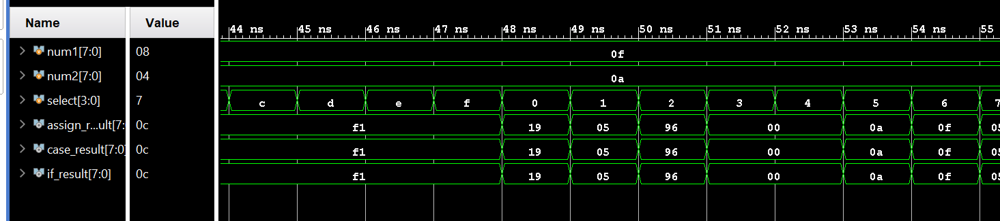 Name Value 44 ns 45 ns 46 ns 47 ns 48 ns 49 ns 50 ns 51 ns 52 ns 53 ns 54 ns 55
num1[7:0] 08 0f
num2[7:0] 04 0a
select[3:0] 7 c d e f 0 1 2 3 4 5 6 7
assign_r...ult[7:0 0c f1 19 05 96 00 0a 0f 05
case_result[7:0] 0c f1 19 05 96 00 0a 0f 05
if_result[7:0] 0c f1 19 05 96 00 0a 0f 05